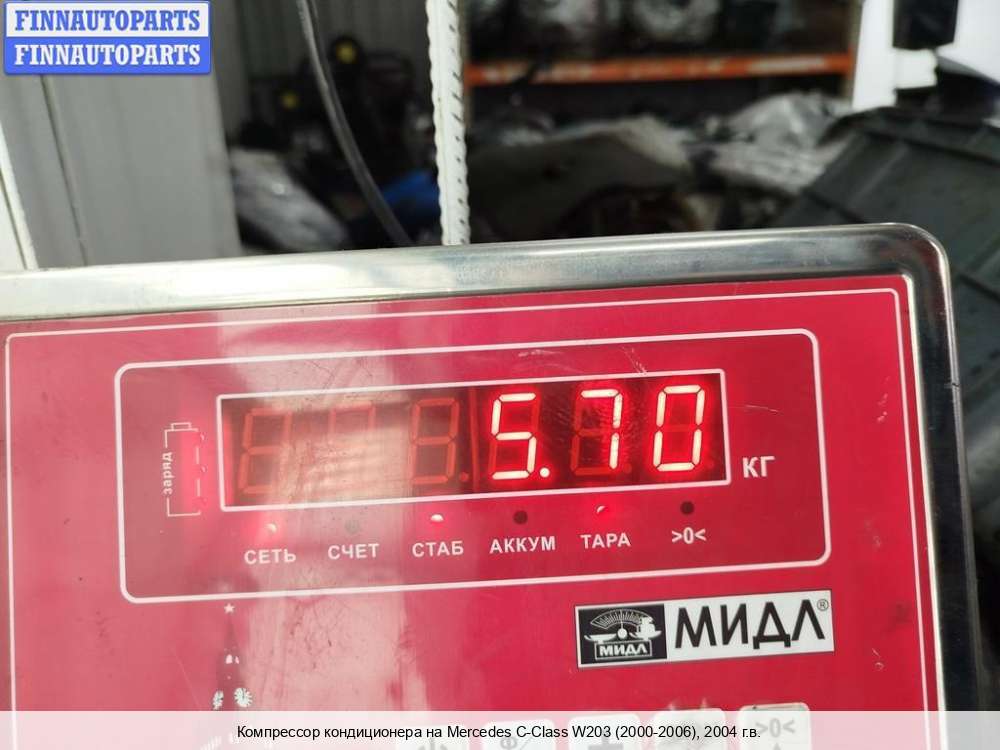 FINNAUTOPARTS
FINNAUTOPARTS
заряд
5.70
КГ
СЕТЬ СЧЕТ СТАБ АККУМ ТАРА >0<
МИДЛ
МИДЛ®
>0<
Компрессор кондиционера на Mercedes C-Class W203 (2000-2006), 2004 г.в.